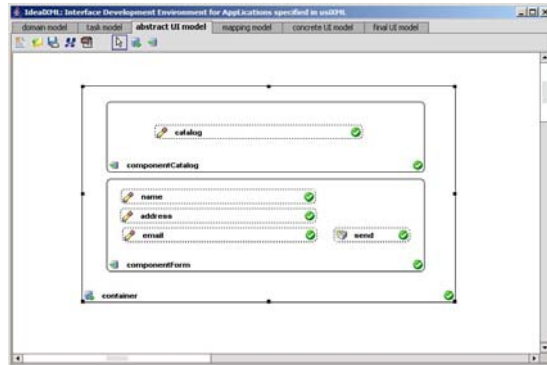 IdealXML: Interface Development Environment for AppLications specified in usiXML
domain model task model abstract UI model mapping model concrete UI model final UI model
catalog
componentCatalog
name
address
email send
componentForm
container